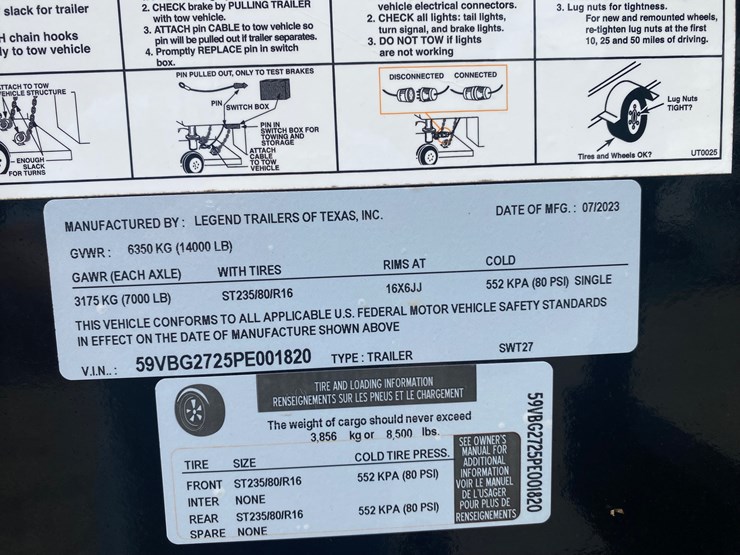 slack for trailer
H chain hooks
ly to tow vehicle
2. CHECK brake by PULLING TRAILER
with tow vehicle.
3. ATTACH pin CABLE to tow vehicle so
pin will be pulled out if trailer separates.
4. Promptly REPLACE pin in switch
box.
vehicle electrical connectors.
2. CHECK all lights: tail lights,
turn signal, and brake lights.
3. DO NOT TOW if lights
are not working
3. Lug nuts for tightness.
For new and remounted wheels,
re-tighten lug nuts at the first
10, 25 and 50 miles of driving.
ATTACH TO TOW
VEHICLE STRUCTURE
ENOUGH
SLACK
FOR TURNS
PIN PULLED OUT, ONLY TO TEST BRAKES
PIN
SWITCH BOX
PIN IN
SWITCH BOX FOR
TOWING AND
STORAGE
ATTACH
CABLE
TO TOW
VEHICLE
DISCONNECTED CONNECTED
Lug Nuts
TIGHT?
Tires and Wheels OK?
UT0025
MANUFACTURED BY: LEGEND TRAILERS OF TEXAS, INC.
DATE OF MFG.: 07/2023
GVWR: 6350 KG (14000 LB)
GAWR (EACH AXLE) WITH TIRES RIMS AT COLD
3175 KG (7000 LB) ST235/80/R16 16X6JJ 552 KPA (80 PSI) SINGLE
THIS VEHICLE CONFORMS TO ALL APPLICABLE U.S. FEDERAL MOTOR VEHICLE SAFETY STANDARDS
IN EFFECT ON THE DATE OF MANUFACTURE SHOWN ABOVE
V.I.N..: 59VBG2725PE001820 TYPE: TRAILER SWT27
TIRE AND LOADING INFORMATION
RENSEIGNEMENTS SUR LES PNEUS ET LE CHARGEMENT
The weight of cargo should never exceed
3,856 kg or 8,500 lbs.
TIRE SIZE COLD TIRE PRESS.
FRONT ST235/80/R16 552 KPA (80 PSI)
INTER NONE
REAR ST235/80/R16 552 KPA (80 PSI)
SPARE NONE
SEE OWNER'S
MANUAL FOR
ADDITIONAL
INFORMATION
VOIR LE MANUEL
DE L'USAGER
POUR PLUS DE
RENSEIGNEMENTS
59VBG2725PE001820